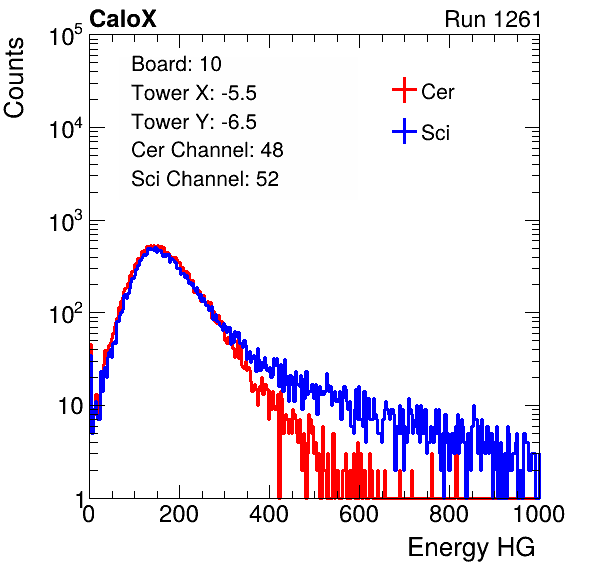 CaloX Run 1261
Counts
10^5
10^4
10^3
10^2
10
1
Board: 10
Tower X: -5.5
Tower Y: -6.5
Cer Channel: 48
Sci Channel: 52
Cer
Sci
0 200 400 600 800 1000
Energy HG